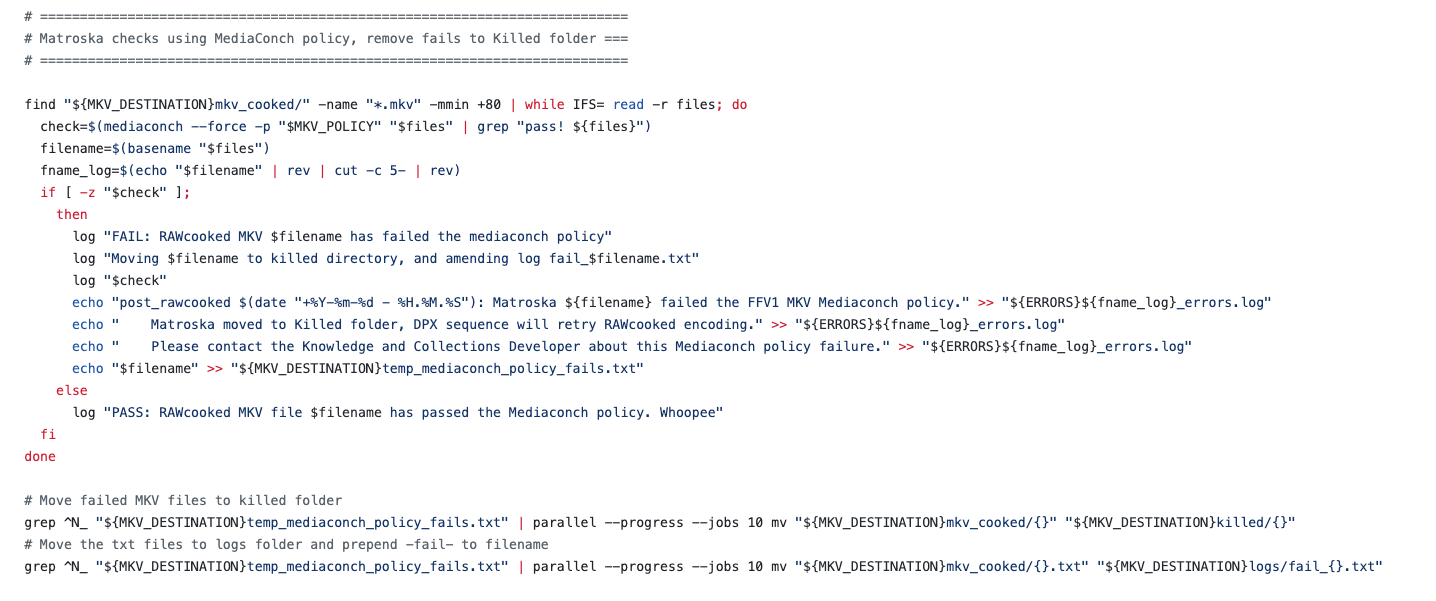 # ==========================================================================
# Matroska checks using MediaConch policy, remove fails to Killed folder ===
# ==========================================================================

find "${MKV_DESTINATION}mkv_cooked/" -name "*.mkv" -mmin +80 | while IFS= read -r files; do
  check=$(mediaconch --force -p "$MKV_POLICY" "$files" | grep "pass! ${files}")
  filename=$(basename "$files")
  fname_log=$(echo "$filename" | rev | cut -c 5- | rev)
  if [ -z "$check" ];
    then
      log "FAIL: RAWcooked MKV $filename has failed the mediaconch policy"
      log "Moving $filename to killed directory, and amending log fail_$filename.txt"
      log "$check"
      echo "post_rawcooked $(date "+%Y-%m-%d - %H.%M.%S"): Matroska ${filename} failed the FFV1 MKV Mediaconch policy." >> "${ERRORS}${fname_log}_errors.log"
      echo "    Matroska moved to Killed folder, DPX sequence will retry RAWcooked encoding." >> "${ERRORS}${fname_log}_errors.log"
      echo "    Please contact the Knowledge and Collections Developer about this Mediaconch policy failure." >> "${ERRORS}${fname_log}_errors.log"
      echo "$filename" >> "${MKV_DESTINATION}temp_mediaconch_policy_fails.txt"
    else
      log "PASS: RAWcooked MKV file $filename has passed the Mediaconch policy. Whoopee"
  fi
done

# Move failed MKV files to killed folder
grep ^N_ "${MKV_DESTINATION}temp_mediaconch_policy_fails.txt" | parallel --progress --jobs 10 mv "${MKV_DESTINATION}mkv_cooked/{}" "${MKV_DESTINATION}killed/{}"
# Move the txt files to logs folder and prepend -fail- to filename
grep ^N_ "${MKV_DESTINATION}temp_mediaconch_policy_fails.txt" | parallel --progress --jobs 10 mv "${MKV_DESTINATION}mkv_cooked/{}.txt" "${MKV_DESTINATION}logs/fail_{}.txt"